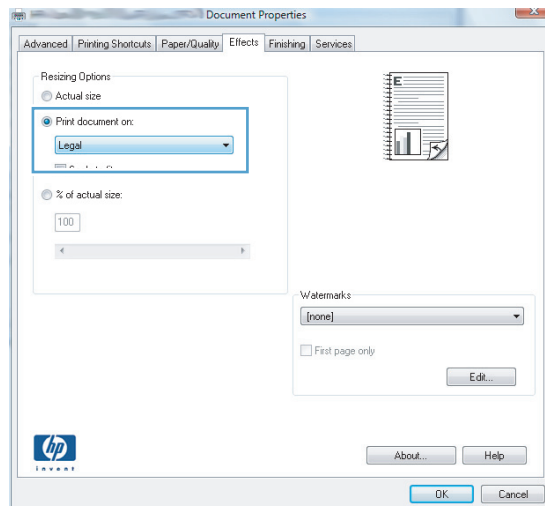 Document Properties
Advanced Printing Shortcuts Paper/Quality Effects Finishing Services
Resizing Options
Actual size
Print document on:
Legal
% of actual size:
100
E
Watermarks
[none]
First page only
Edit...
hp
invent
About... Help
OK Cancel